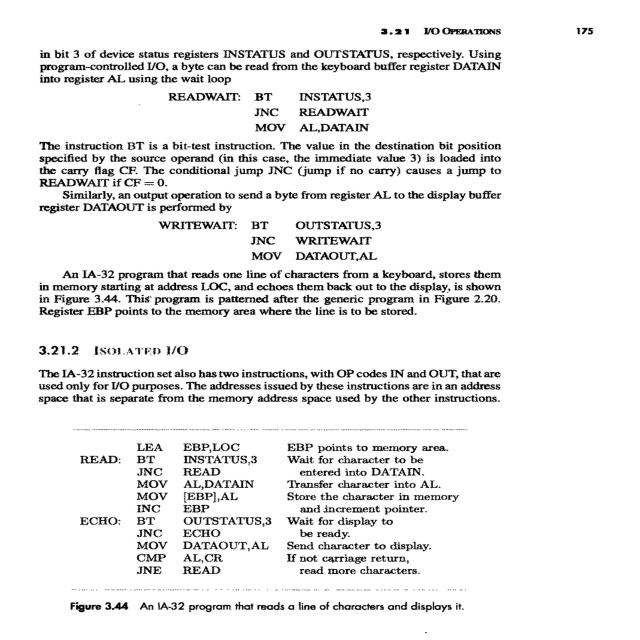 3.21 I/O OPERATIONS 175
in bit 3 of device status registers INSTATUS and OUTSTATUS, respectively. Using
program-controlled I/O, a byte can be read from the keyboard buffer register DATAIN
into register AL using the wait loop
READWAIT: BT INSTATUS,3
JNC READWAIT
MOV AL,DATAIN
The instruction BT is a bit-test instruction. The value in the destination bit position
specified by the source operand (in this case, the immediate value 3) is loaded into
the carry flag CF. The conditional jump JNC (jump if no carry) causes a jump to
READWAIT if CF = 0.
Similarly, an output operation to send a byte from register AL to the display buffer
register DATAOUT is performed by
WRITEWAIT: BT OUTSTATUS,3
JNC WRITEWAIT
MOV DATAOUT,AL
An IA-32 program that reads one line of characters from a keyboard, stores them
in memory starting at address LOC, and echoes them back out to the display, is shown
in Figure 3.44. This program is patterned after the generic program in Figure 2.20.
Register EBP points to the memory area where the line is to be stored.
3.21.2 ISOLATED I/O
The IA-32 instruction set also has two instructions, with OP codes IN and OUT, that are
used only for I/O purposes. The addresses issued by these instructions are in an address
space that is separate from the memory address space used by the other instructions.
LEA EBP,LOC EBP points to memory area.
READ: BT INSTATUS,3 Wait for character to be
JNC READ entered into DATAIN.
MOV AL,DATAIN Transfer character into AL.
MOV [EBP],AL Store the character in memory
INC EBP and increment pointer.
ECHO: BT OUTSTATUS,3 Wait for display to
JNC ECHO be ready.
MOV DATAOUT,AL Send character to display.
CMP AL,CR If not carriage return,
JNE READ read more characters.
Figure 3.44 An IA-32 program that reads a line of characters and displays it.